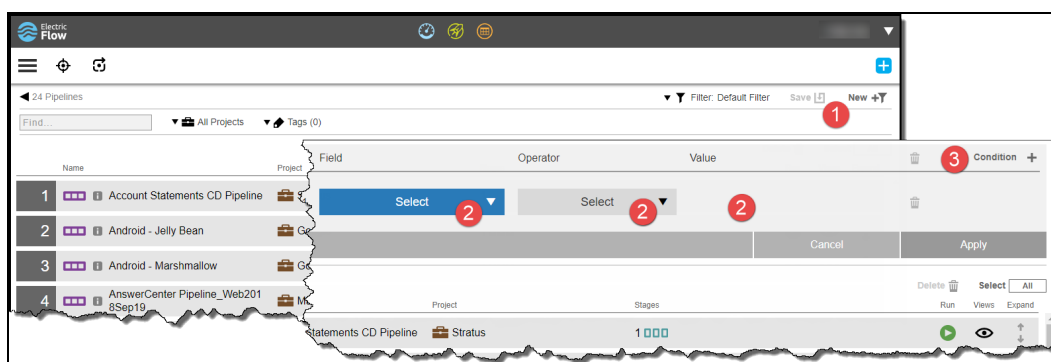 Electric
Flow
24 Pipelines
Filter: Default Filter
Save
New
1
Find...
All Projects
Tags (0)
Field
Operator
Value
3
Condition
Name
Project
1
Account Statements CD Pipeline
Select
2
Select
2
2
2
Android - Jelly Bean
Cancel
Apply
3
Android - Marshmallow
Delete
Select
All
4
AnswerCenter Pipeline_Web201
8Sep19
Project
Stages
Run
Views
Expand
tatements CD Pipeline
Stratus
1